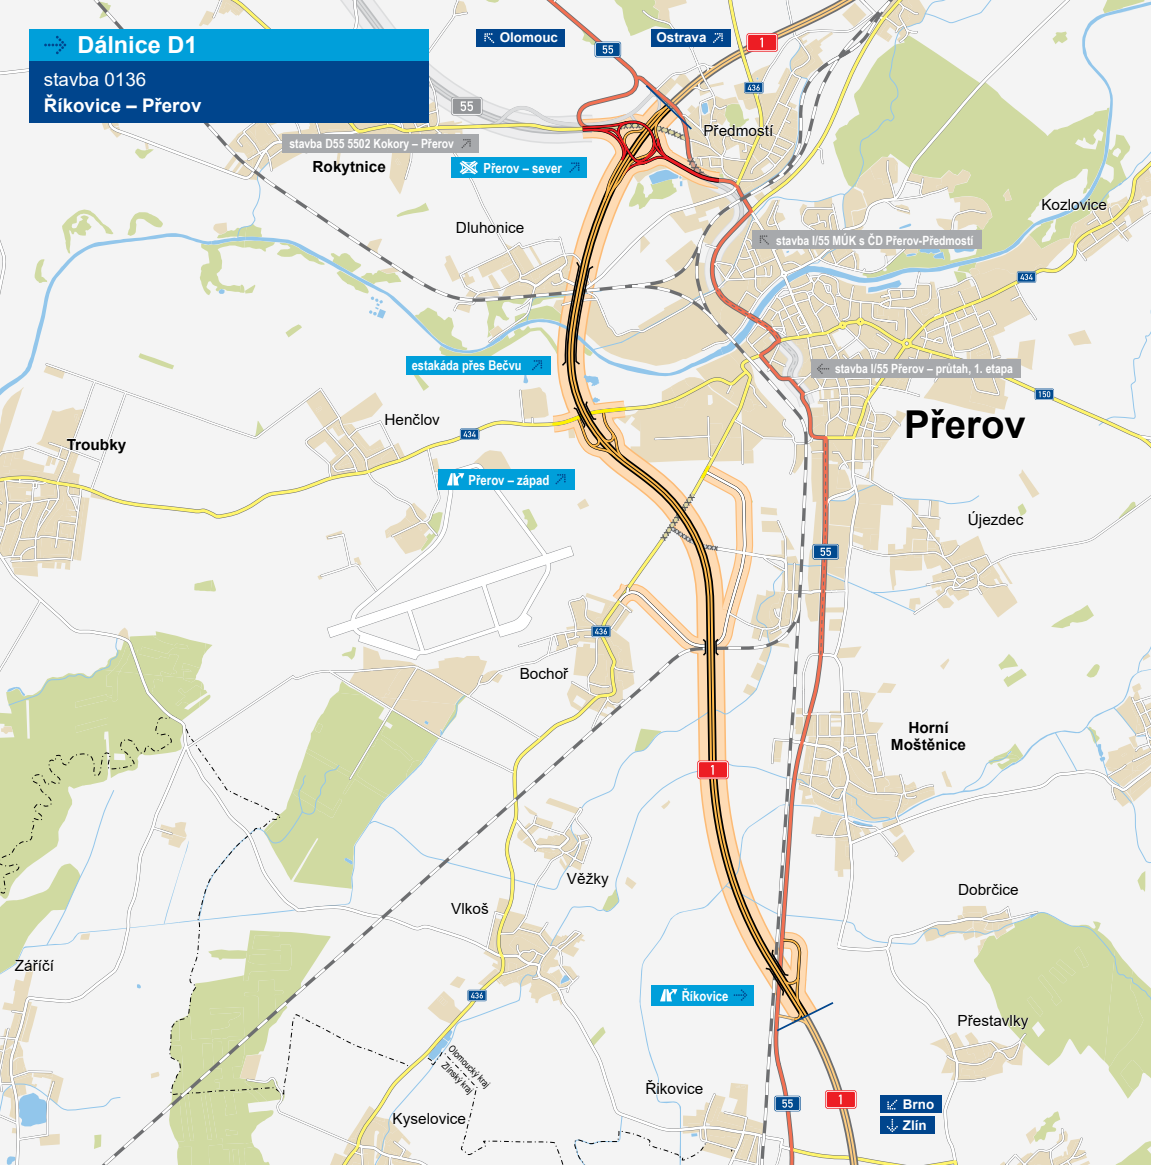 Dálnice D1
stavba 0136
Říkovice – Přerov
Olomouc
Ostrava
1
55
436
55
Předmostí
stavba D55 5502 Kokory – Přerov
Rokytnice
Přerov – sever
Kozlovice
Dluhonice
stavba I/55 MÚK s ČD Přerov-Předmostí
434
estakáda přes Bečvu
stavba I/55 Přerov – průtah, 1. etapa
150
Henčlov
434
Přerov
Troubky
Přerov – západ
Újezdec
55
436
Bochoř
Horní
Moštěnice
1
Věžky
Dobrčice
Vlkoš
Záříčí
436
Říkovice
Přestavlky
Olomoucký kraj
Zlínský kraj
Říkovice
55
1
Brno
Zlín
Kyselovice